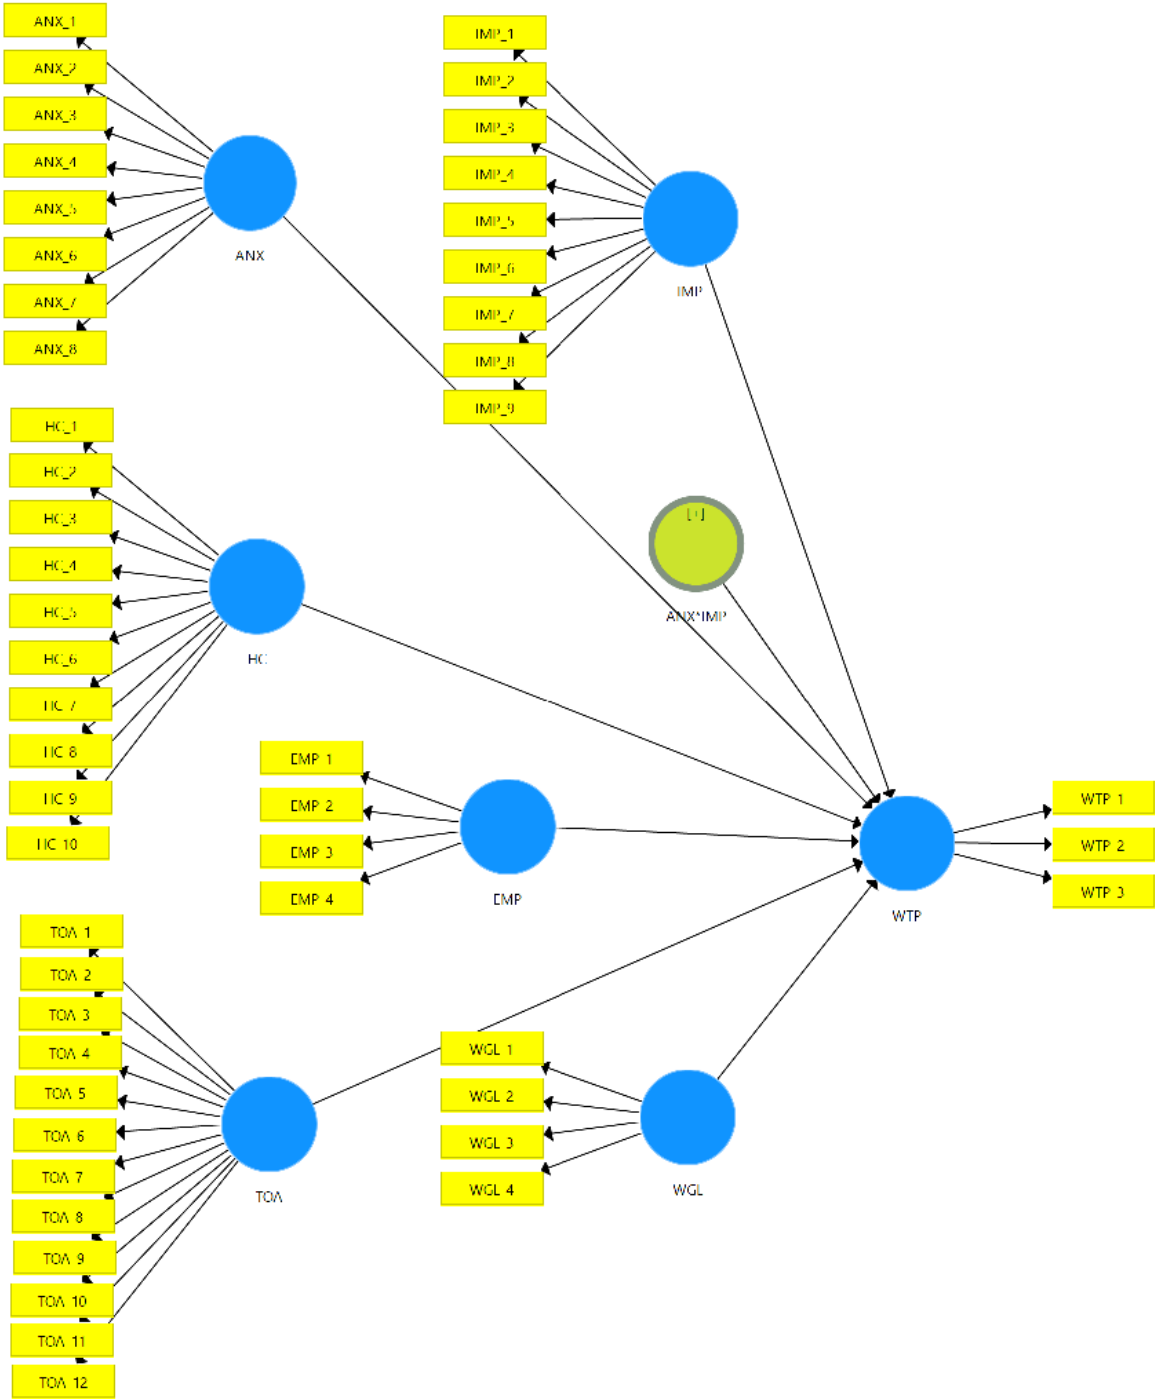 ANX_1
ANX_2
ANX_3
ANX_4
ANX_5
ANX_6
ANX_7
ANX_8
ANX
IMP_1
IMP_2
IMP_3
IMP_4
IMP_5
IMP_6
IMP_7
IMP_8
IMP_9
IMP
[+]
ANX*IMP
HC_1
HC_2
HC_3
HC_4
HC_5
HC_6
HC_7
HC_8
HC_9
HC_10
HC
EMP_1
EMP_2
EMP_3
EMP_4
EMP
WTP_1
WTP_2
WTP_3
WTP
TOA_1
TOA_2
TOA_3
TOA_4
TOA_5
TOA_6
TOA_7
TOA_8
TOA_9
TOA_10
TOA_11
TOA_12
TOA
WGL_1
WGL_2
WGL_3
WGL_4
WGL